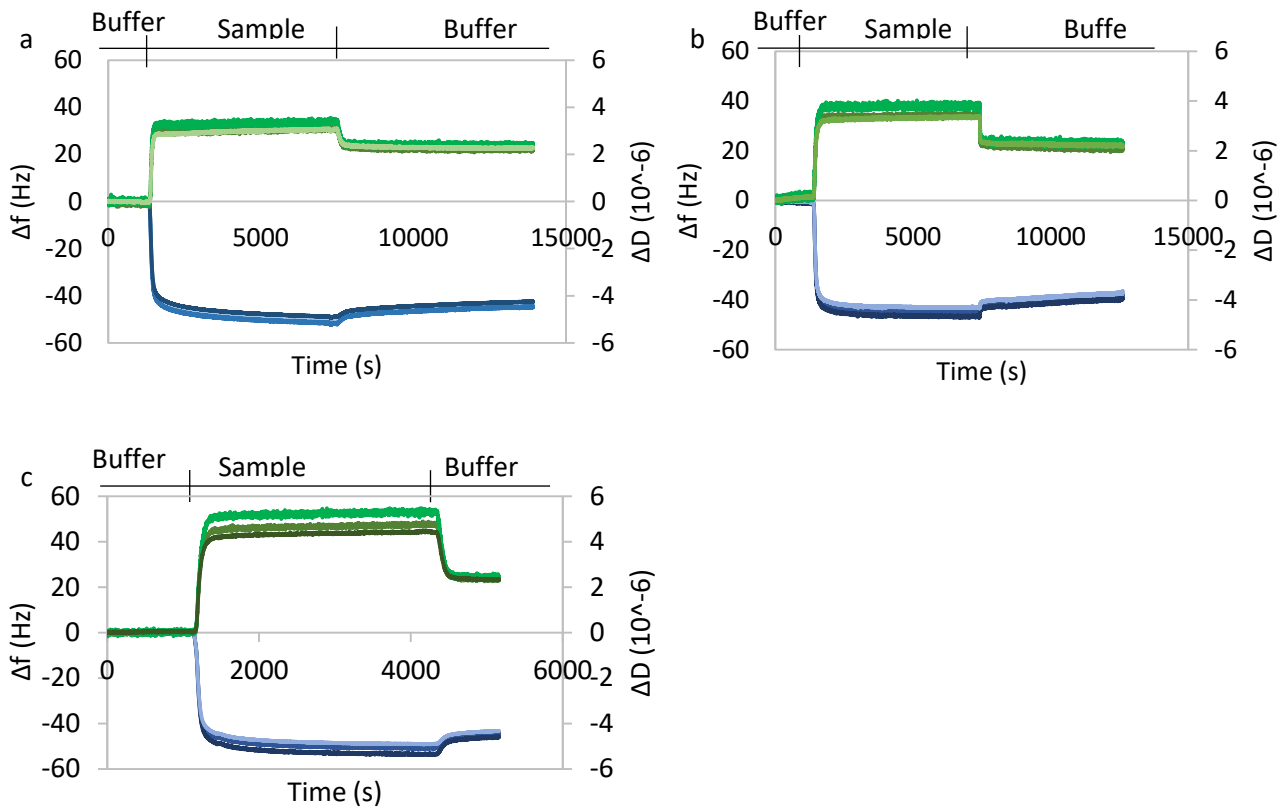 a
Buffer Sample Buffer
60 6
40 4
20 2
0 0
0 5000 10000 15000
-20 -2
-40 -4
-60 -6
Δf (Hz)
ΔD (10^-6)
Time (s)
b
Buffer Sample Buffe
60 6
40 4
20 2
0 0
0 5000 10000 15000
-20 -2
-40 -4
-60 -6
Δf (Hz)
ΔD (10^-6)
Time (s)
c
Buffer Sample Buffer
60 6
40 4
20 2
0 0
0 2000 4000 6000
-20 -2
-40 -4
-60 -6
Δf (Hz)
ΔD (10^-6)
Time (s)